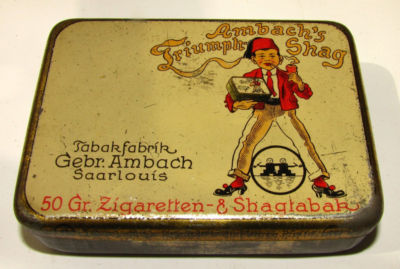 Ambach's
Triumph Shag
Tabakfabrik
Gebr. Ambach
Saarlouis
50 Gr. Zigaretten- & Shagtabak